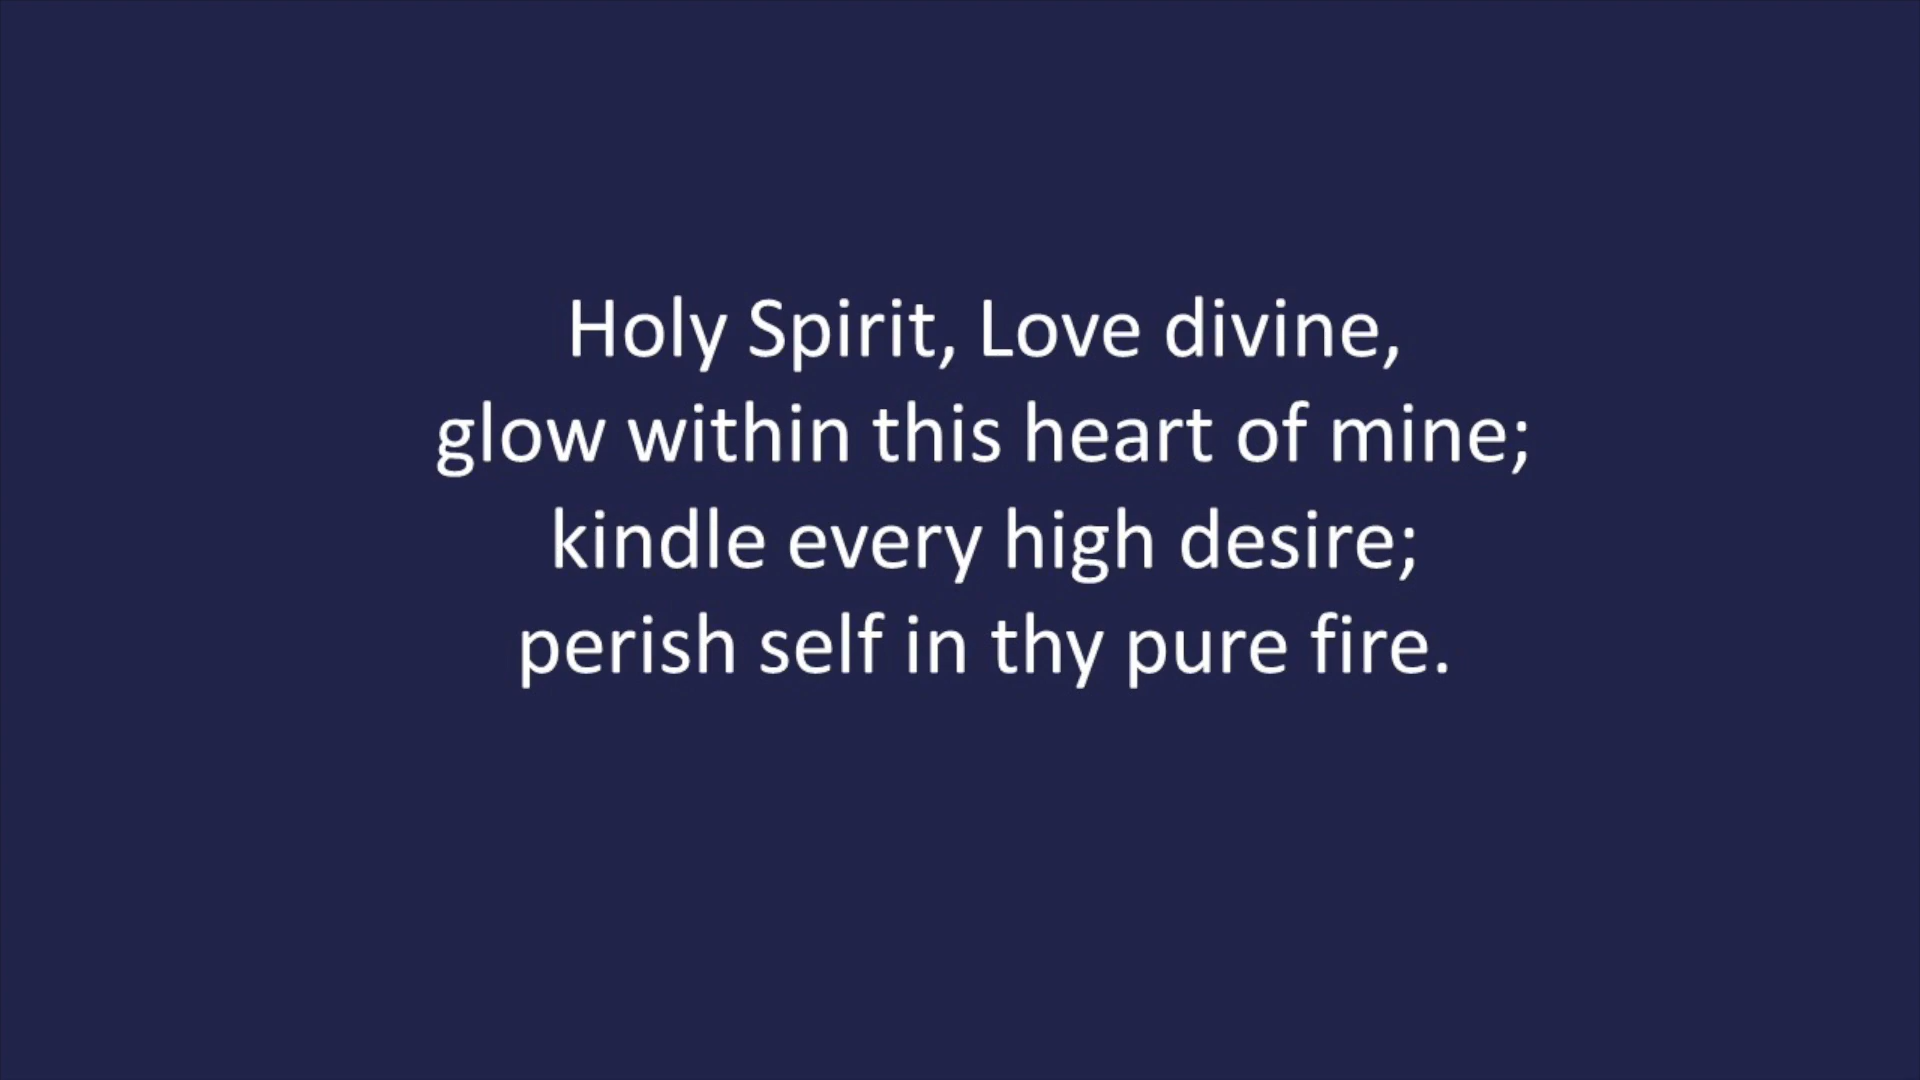 Holy Spirit, Love divine,
glow within this heart of mine;
kindle every high desire;
perish self in thy pure fire.